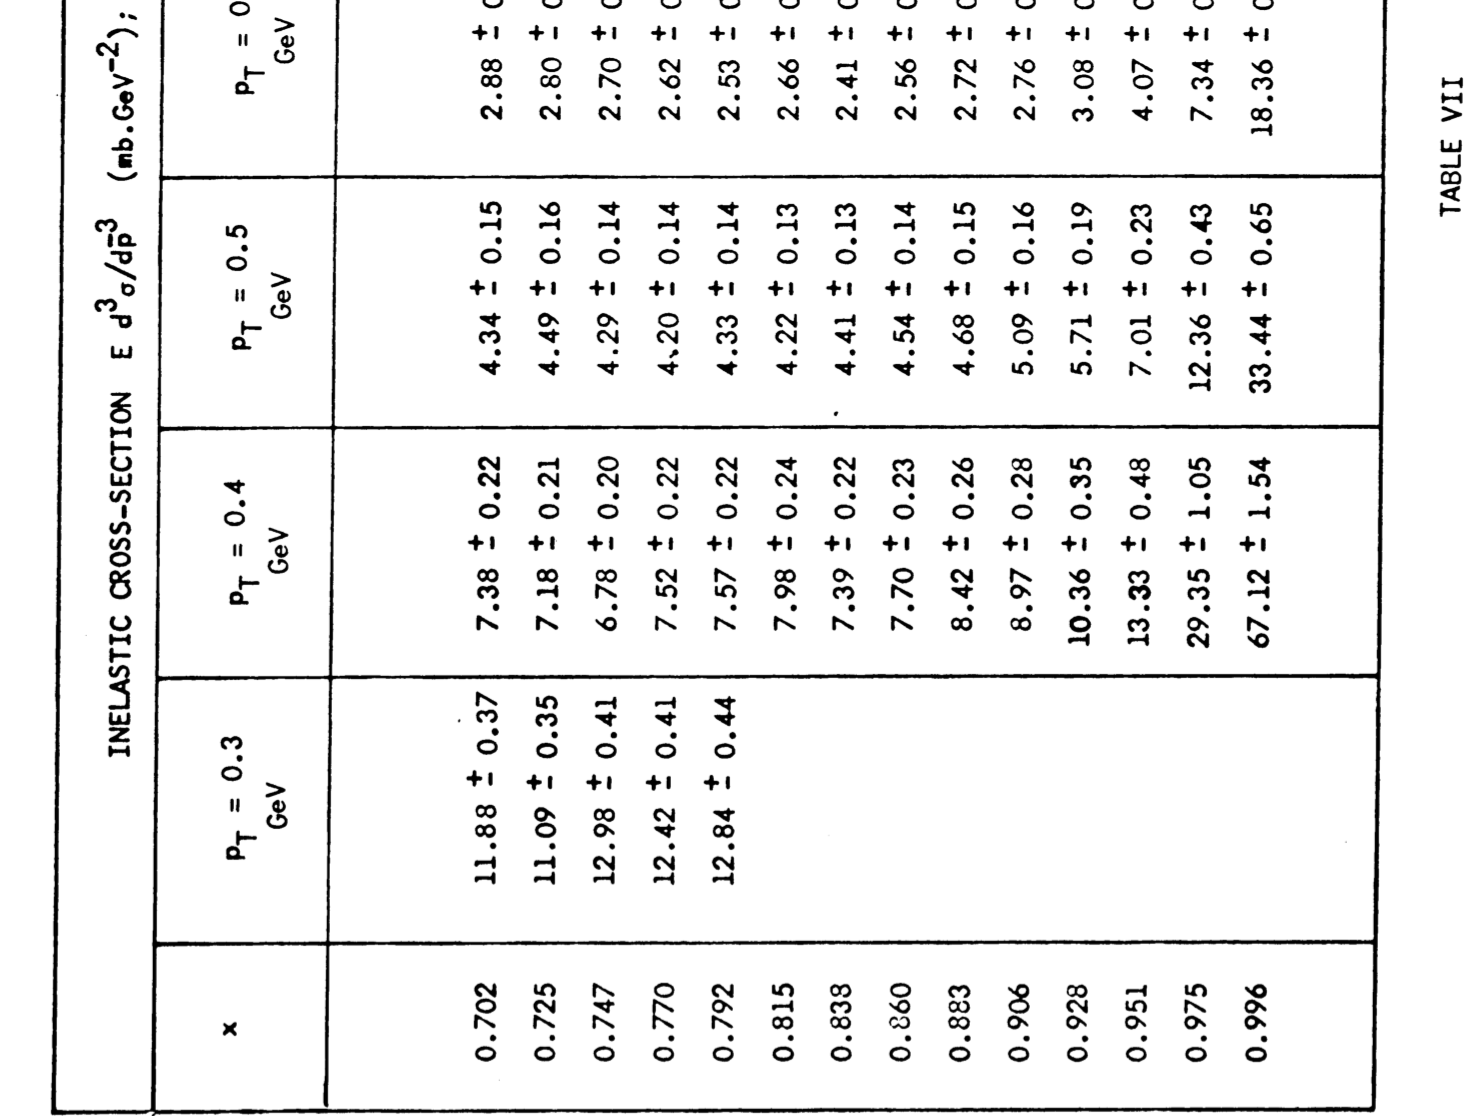 INELASTIC CROSS-SECTION E d³σ/dp̄³ (mb.GeV⁻²);
x p_T = 0.3 GeV p_T = 0.4 GeV p_T = 0.5 GeV p_T = 0 GeV
0.702 11.88 ± 0.37 7.38 ± 0.22 4.34 ± 0.15 2.88 ±
0.725 11.09 ± 0.35 7.18 ± 0.21 4.49 ± 0.16 2.80 ±
0.747 12.98 ± 0.41 6.78 ± 0.20 4.29 ± 0.14 2.70 ±
0.770 12.42 ± 0.41 7.52 ± 0.22 4.20 ± 0.14 2.62 ±
0.792 12.84 ± 0.44 7.57 ± 0.22 4.33 ± 0.14 2.53 ±
0.815 7.98 ± 0.24 4.22 ± 0.13 2.66 ±
0.838 7.39 ± 0.22 4.41 ± 0.13 2.41 ±
0.860 7.70 ± 0.23 4.54 ± 0.14 2.56 ±
0.883 8.42 ± 0.26 4.68 ± 0.15 2.72 ±
0.906 8.97 ± 0.28 5.09 ± 0.16 2.76 ±
0.928 10.36 ± 0.35 5.71 ± 0.19 3.08 ±
0.951 13.33 ± 0.48 7.01 ± 0.23 4.07 ±
0.975 29.35 ± 1.05 12.36 ± 0.43 7.34 ±
0.996 67.12 ± 1.54 33.44 ± 0.65 18.36 ±
TABLE VII